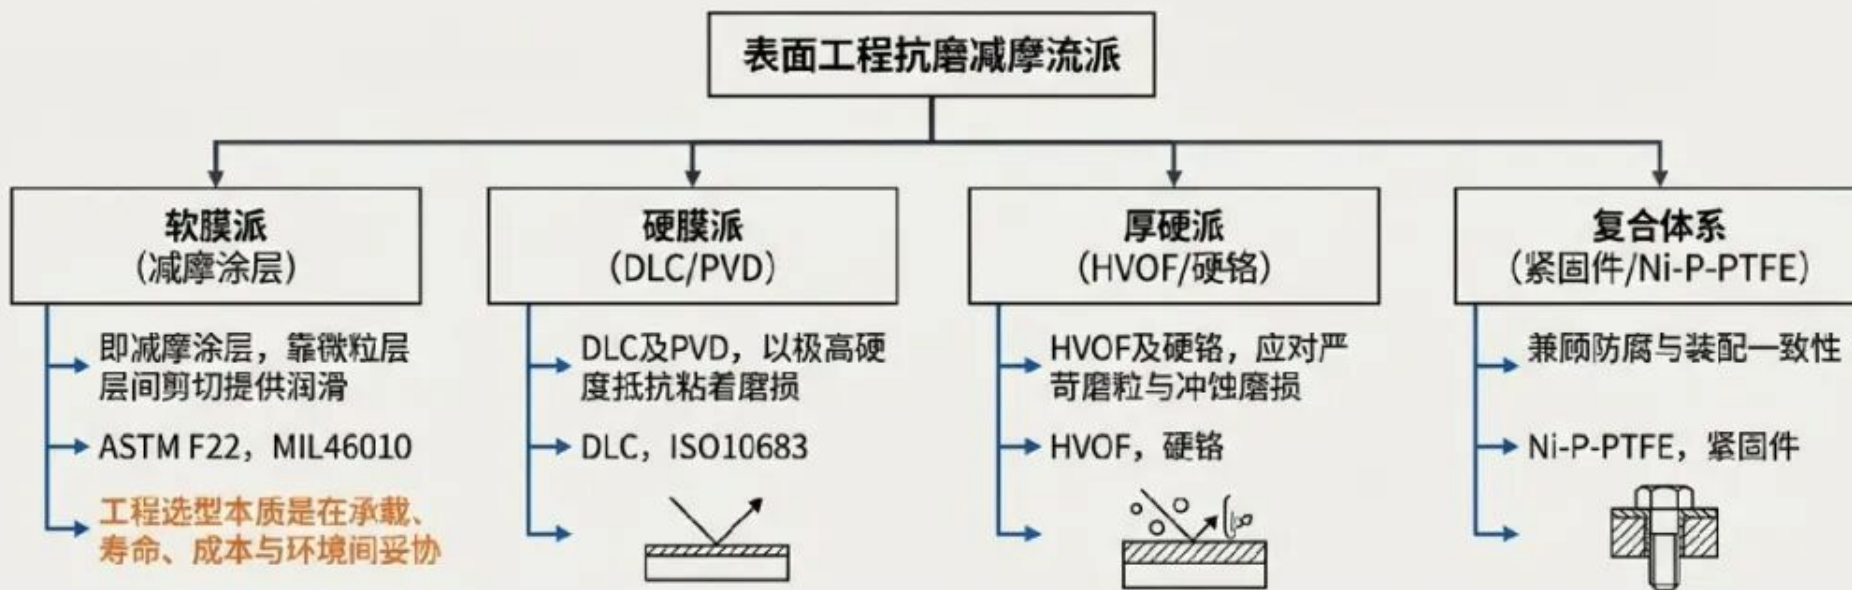 表面工程抗磨减摩流派
软膜派
（减摩涂层）
即减摩涂层，靠微粒层
层间剪切提供润滑
ASTM F22，MIL46010
工程选型本质是在承载、
寿命、成本与环境间妥协
硬膜派
（DLC/PVD）
DLC及PVD，以极高硬
度抵抗粘着磨损
DLC，ISO10683
厚硬派
（HVOF/硬铬）
HVOF及硬铬，应对严
苛磨粒与冲蚀磨损
HVOF，硬铬
复合体系
（紧固件/Ni-P-PTFE）
兼顾防腐与装配一致性
Ni-P-PTFE，紧固件